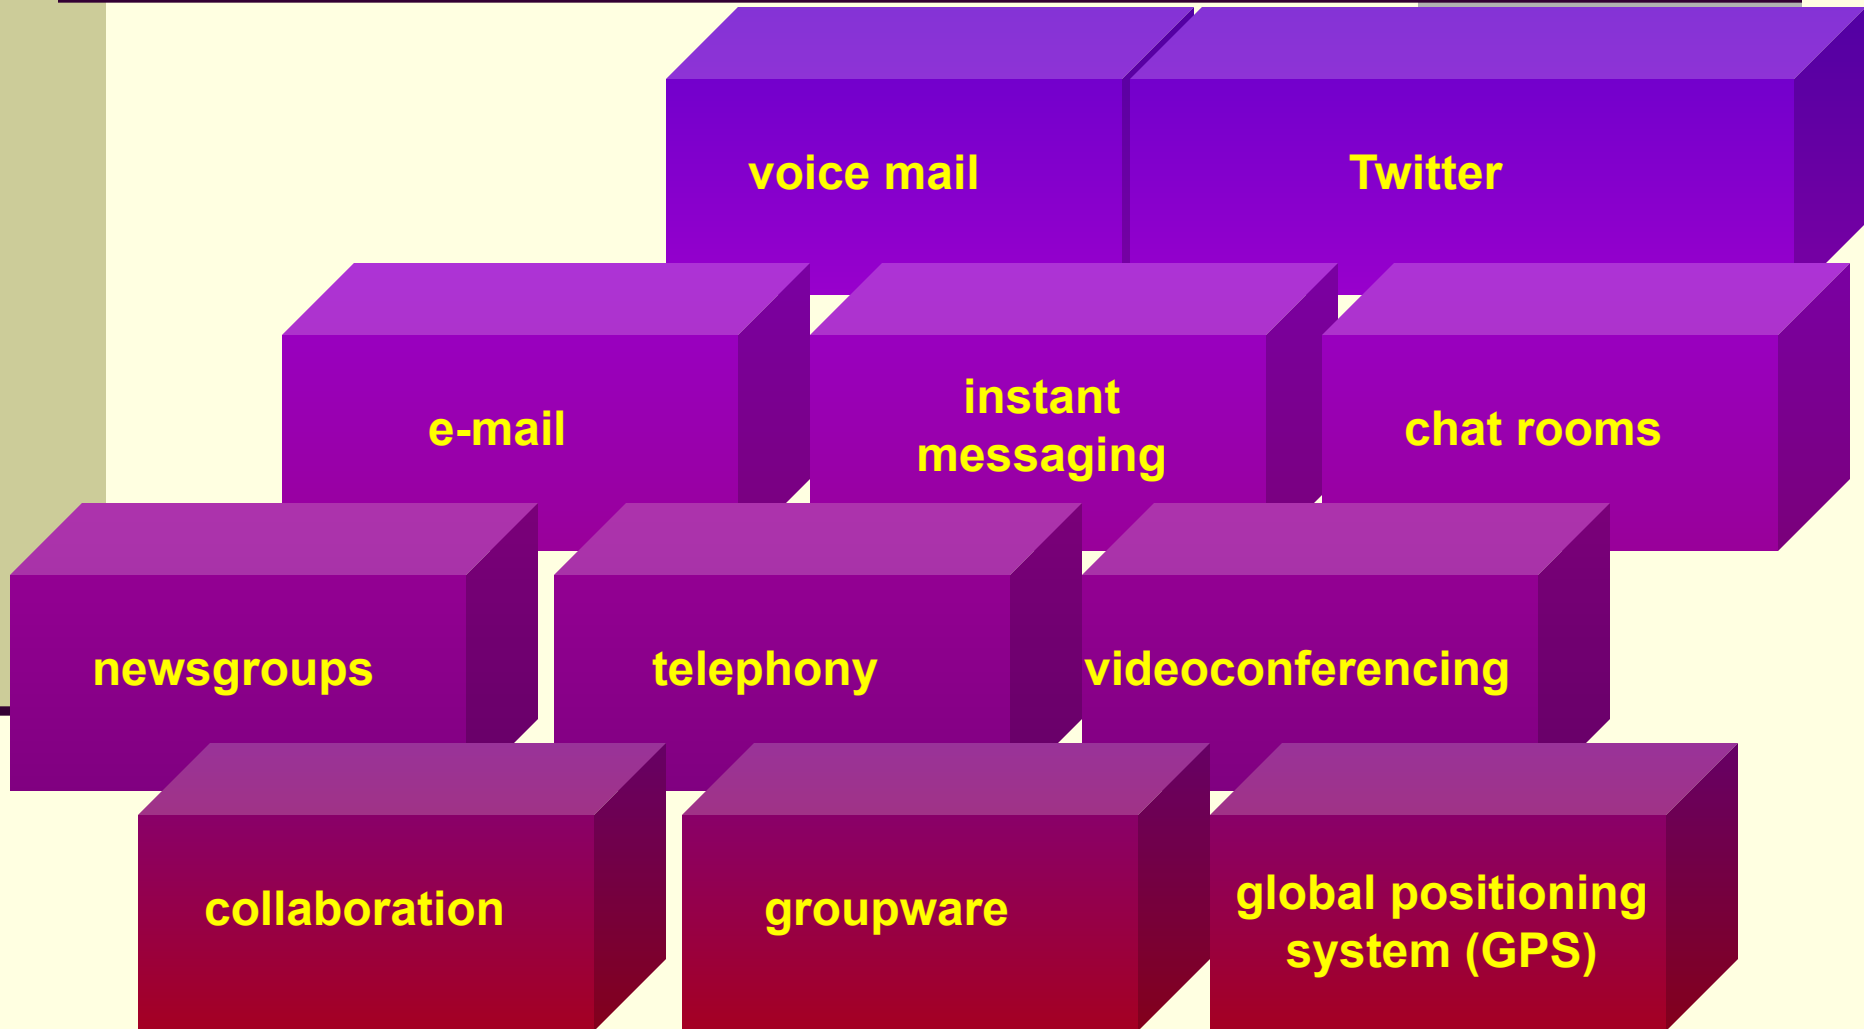 voice mail
Twitter
e-mail
instant
messaging
chat rooms
newsgroups
telephony
videoconferencing
collaboration
groupware
global positioning
system (GPS)